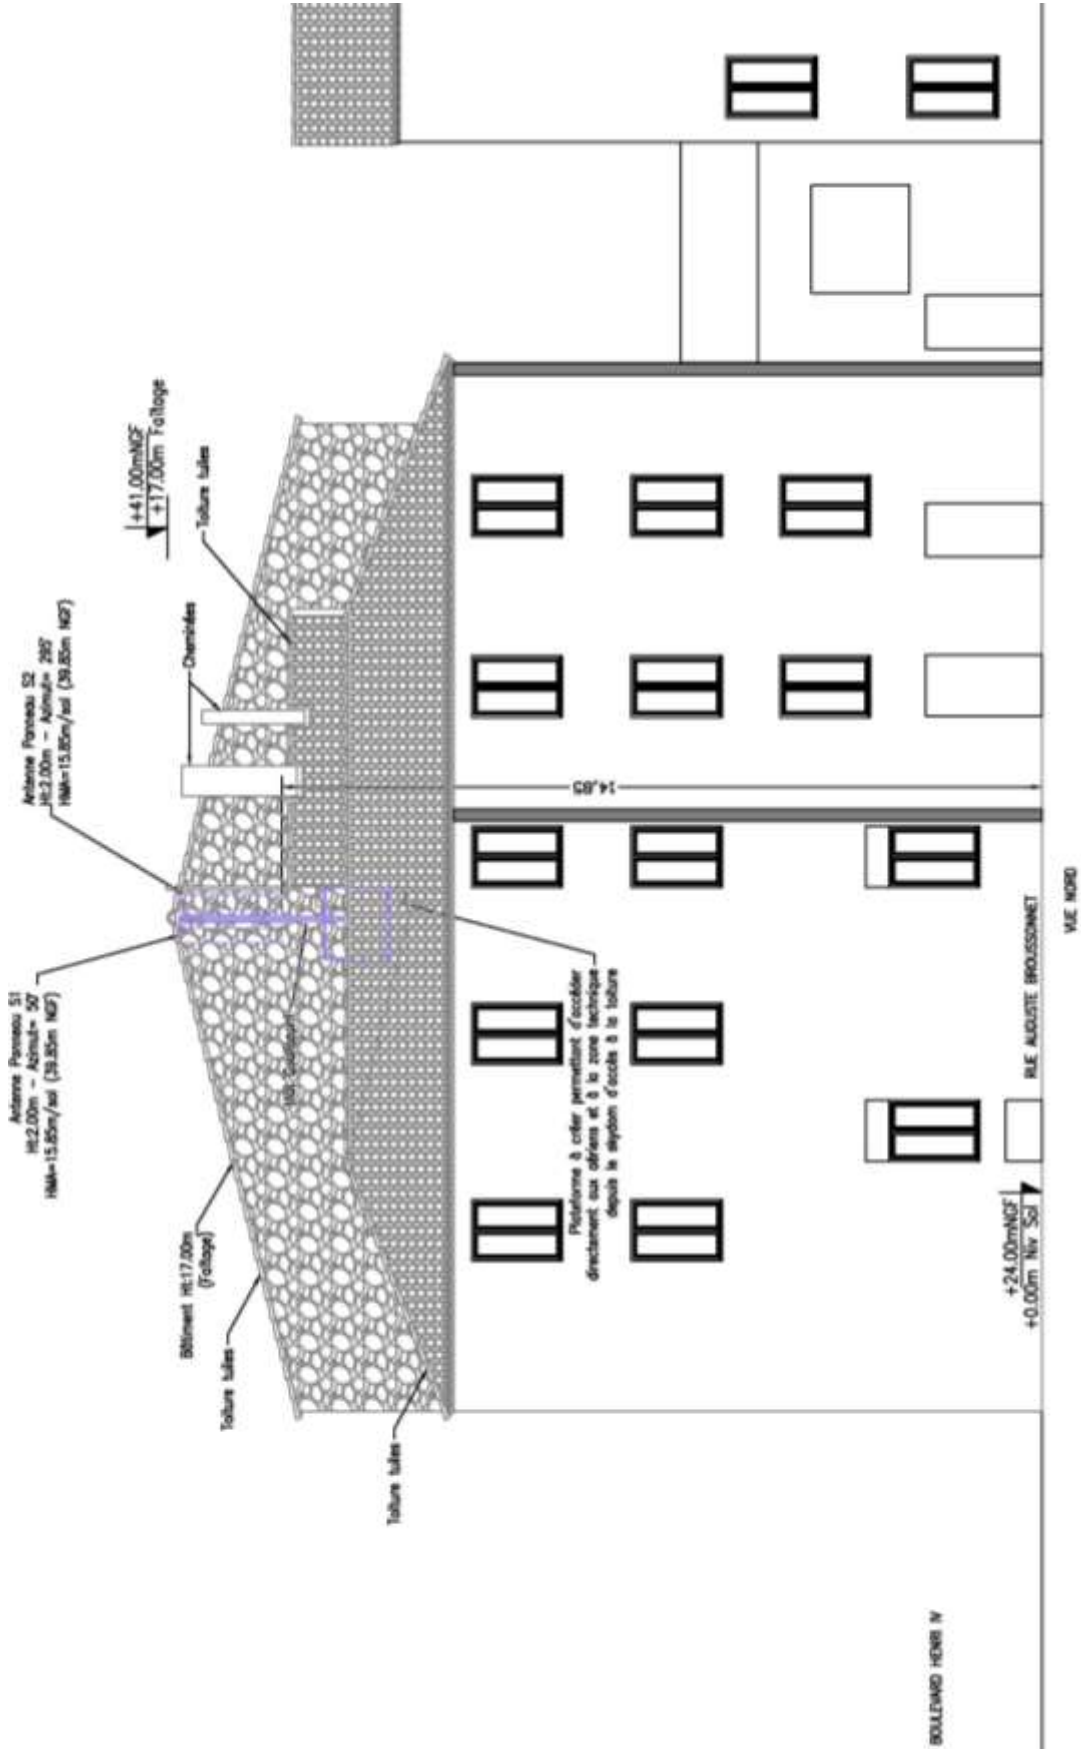 Antenne Panneau S1
Ht:2.00m - Azimut= 50°
HMA=15.85m/sol (39.85m NGF)
Antenne Panneau S2
Ht:2.00m - Azimut= 295°
HMA=15.85m/sol (39.85m NGF)
+41.00mNGF
+17.00m Faîtage
Cheminées
Toiture tuiles
Bâtiment Ht:17.00m
(Faîtage)
Toiture tuiles
Toiture tuiles
14,85
Plateforme à créer permettant d'accéder
directement aux aériens et à la zone technique
depuis le skydom d'accès à la toiture
+24.00mNGF
+0.00m Niv Sol
RUE AUGUSTE BROUSSONNET
BOULEVARD HENRI IV
VUE NORD